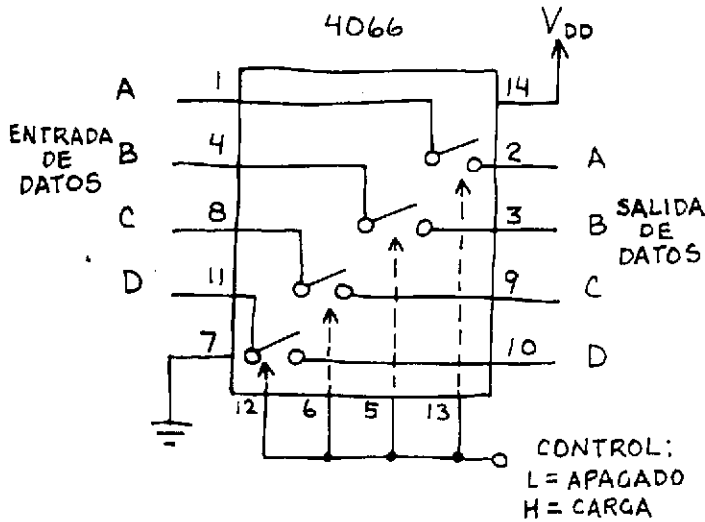 4066
V_DD
A
1
14
ENTRADA
DE
DATOS
B
4
2
A
C
8
3
B
SALIDA
DE
DATOS
D
11
9
C
7
10
D
12
6
5
13
CONTROL:
L = APAGADO
H = CARGA